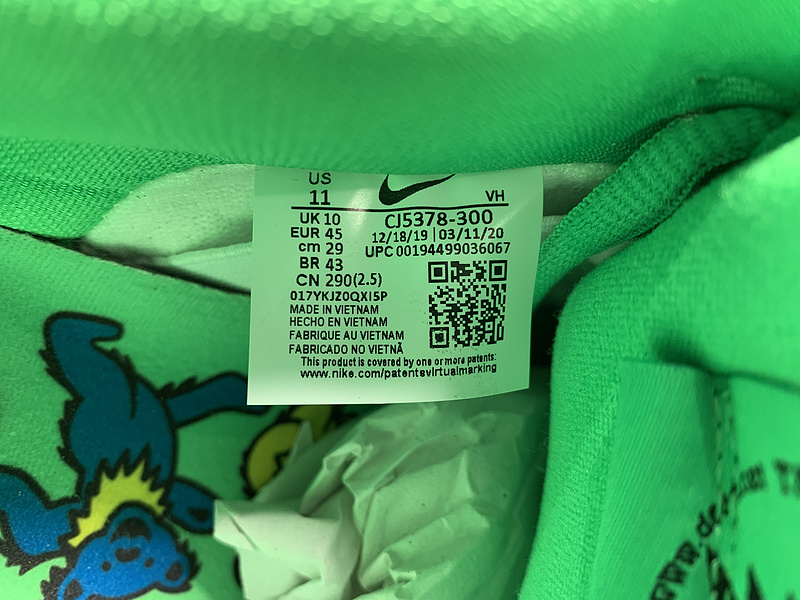 US
11
VH
UK 10
CJ5378-300
EUR 45
12/18/19 | 03/11/20
cm 29
UPC 00194499036067
BR 43
CN 290(2.5)
017YKJZ0QXI5P
MADE IN VIETNAM
HECHO EN VIETNAM
FABRIQUE AU VIETNAM
FABRICADO NO VIETNÃ
This product is covered by one or more patents:
www.nike.com/patentsvirtualmarking